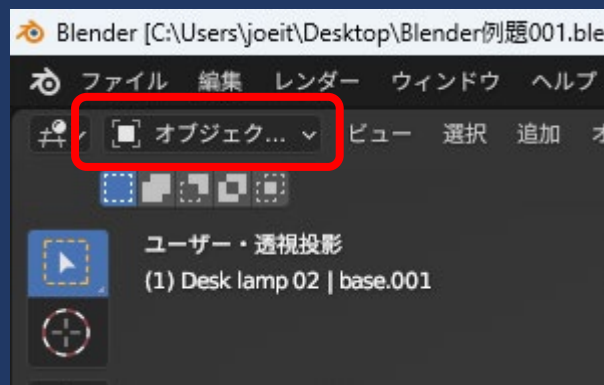 Blender [C:\Users\joeit\Desktop\Blender例題001.ble
ファイル 編集 レンダー ウィンドウ ヘルプ
オブジェク... ビュー 選択 追加 オ
ユーザー・透視投影
(1) Desk lamp 02 | base.001